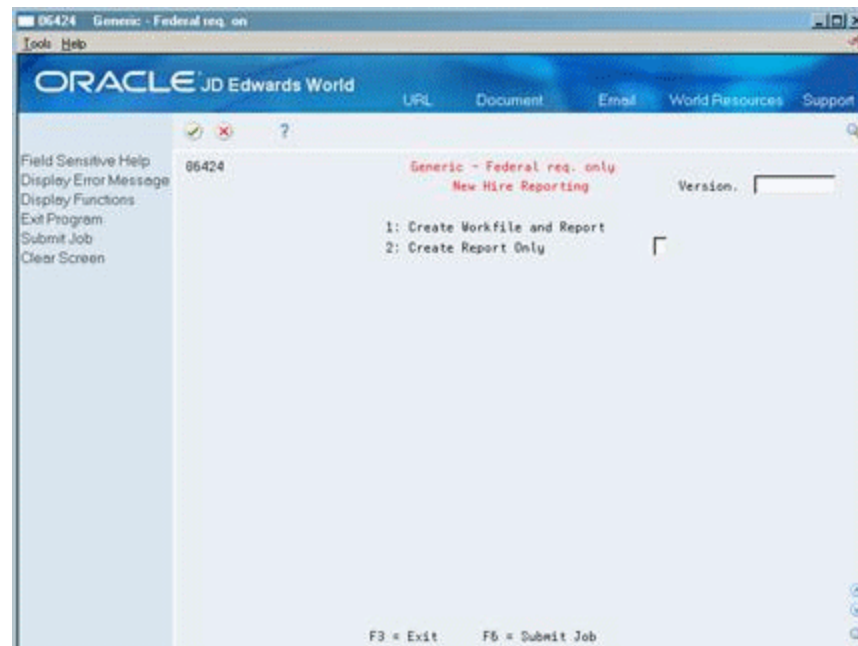 06424 Generic - Federal req. on
Tools Help
ORACLE JD Edwards World
URL Document Email World Resources Support
?
Field Sensitive Help
Display Error Message
Display Functions
Exit Program
Submit Job
Clear Screen
06424
Generic - Federal req. only
New Hire Reporting
Version.
1: Create Workfile and Report
2: Create Report Only
F3 = Exit F6 = Submit Job